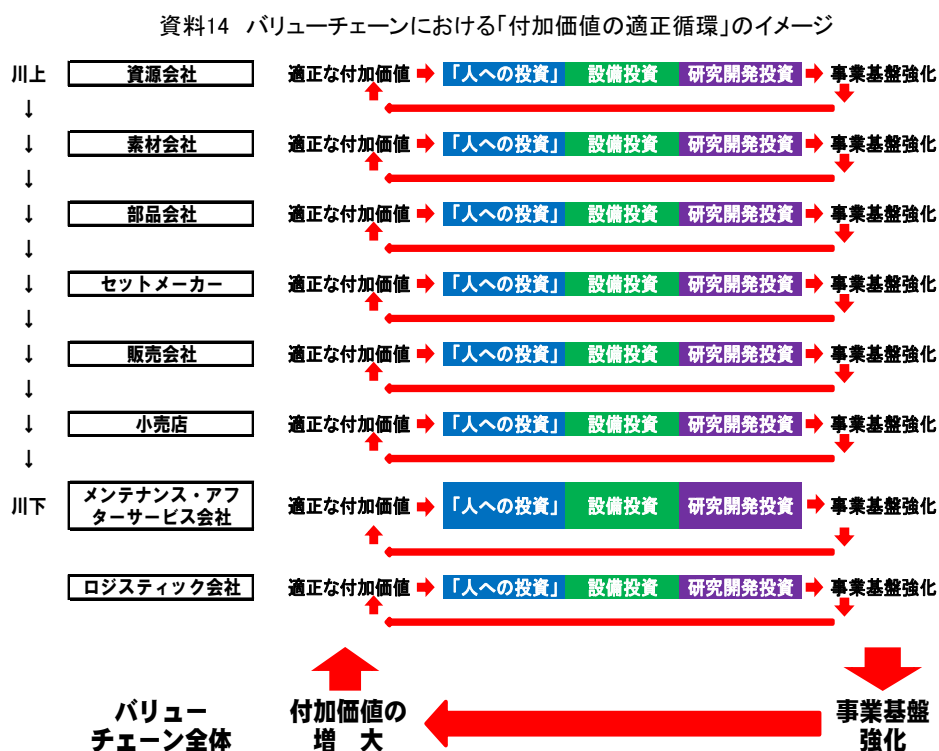 資料14 バリューチェーンにおける「付加価値の適正循環」のイメージ
川上 資源会社 適正な付加価値 「人への投資」 設備投資 研究開発投資 事業基盤強化
↓
↓ 素材会社 適正な付加価値 「人への投資」 設備投資 研究開発投資 事業基盤強化
↓
↓ 部品会社 適正な付加価値 「人への投資」 設備投資 研究開発投資 事業基盤強化
↓
↓ セットメーカー 適正な付加価値 「人への投資」 設備投資 研究開発投資 事業基盤強化
↓
↓ 販売会社 適正な付加価値 「人への投資」 設備投資 研究開発投資 事業基盤強化
↓
↓ 小売店 適正な付加価値 「人への投資」 設備投資 研究開発投資 事業基盤強化
↓
川下 メンテナンス・アフ
ターサービス会社 適正な付加価値 「人への投資」 設備投資 研究開発投資 事業基盤強化
ロジスティック会社 適正な付加価値 「人への投資」 設備投資 研究開発投資 事業基盤強化
バリュー
チェーン全体
付加価値の
増 大
事業基盤
強化